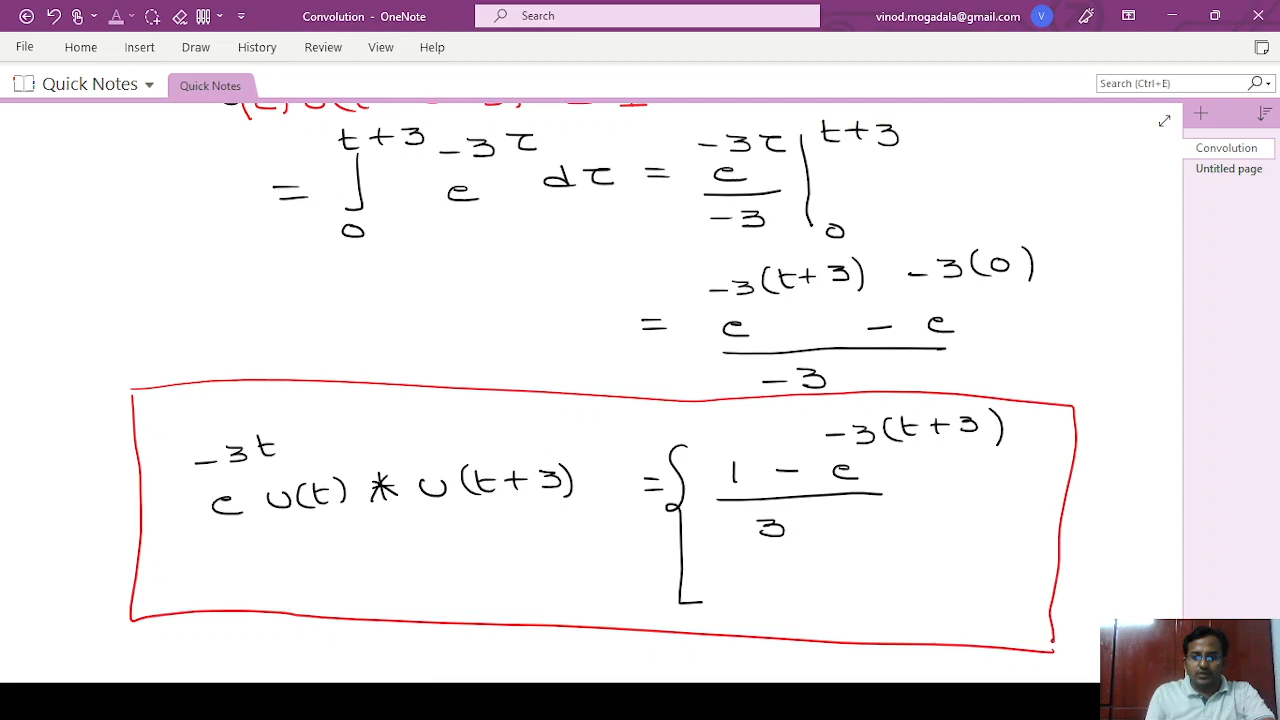 Convolution - OneNote
Search
vinod.mogadala@gmail.com
V
File Home Insert Draw History Review View Help
Quick Notes
Quick Notes
Search (Ctrl+E)
Convolution
Untitled page
= ∫₀^(t+3) e^(-3τ) dτ = e^(-3τ)/-3 |₀^(t+3)
= (e^(-3(t+3)) - e^(-3(0)))/-3
e^(-3t) u(t) * u(t+3) = { (1 - e^(-3(t+3)))/3